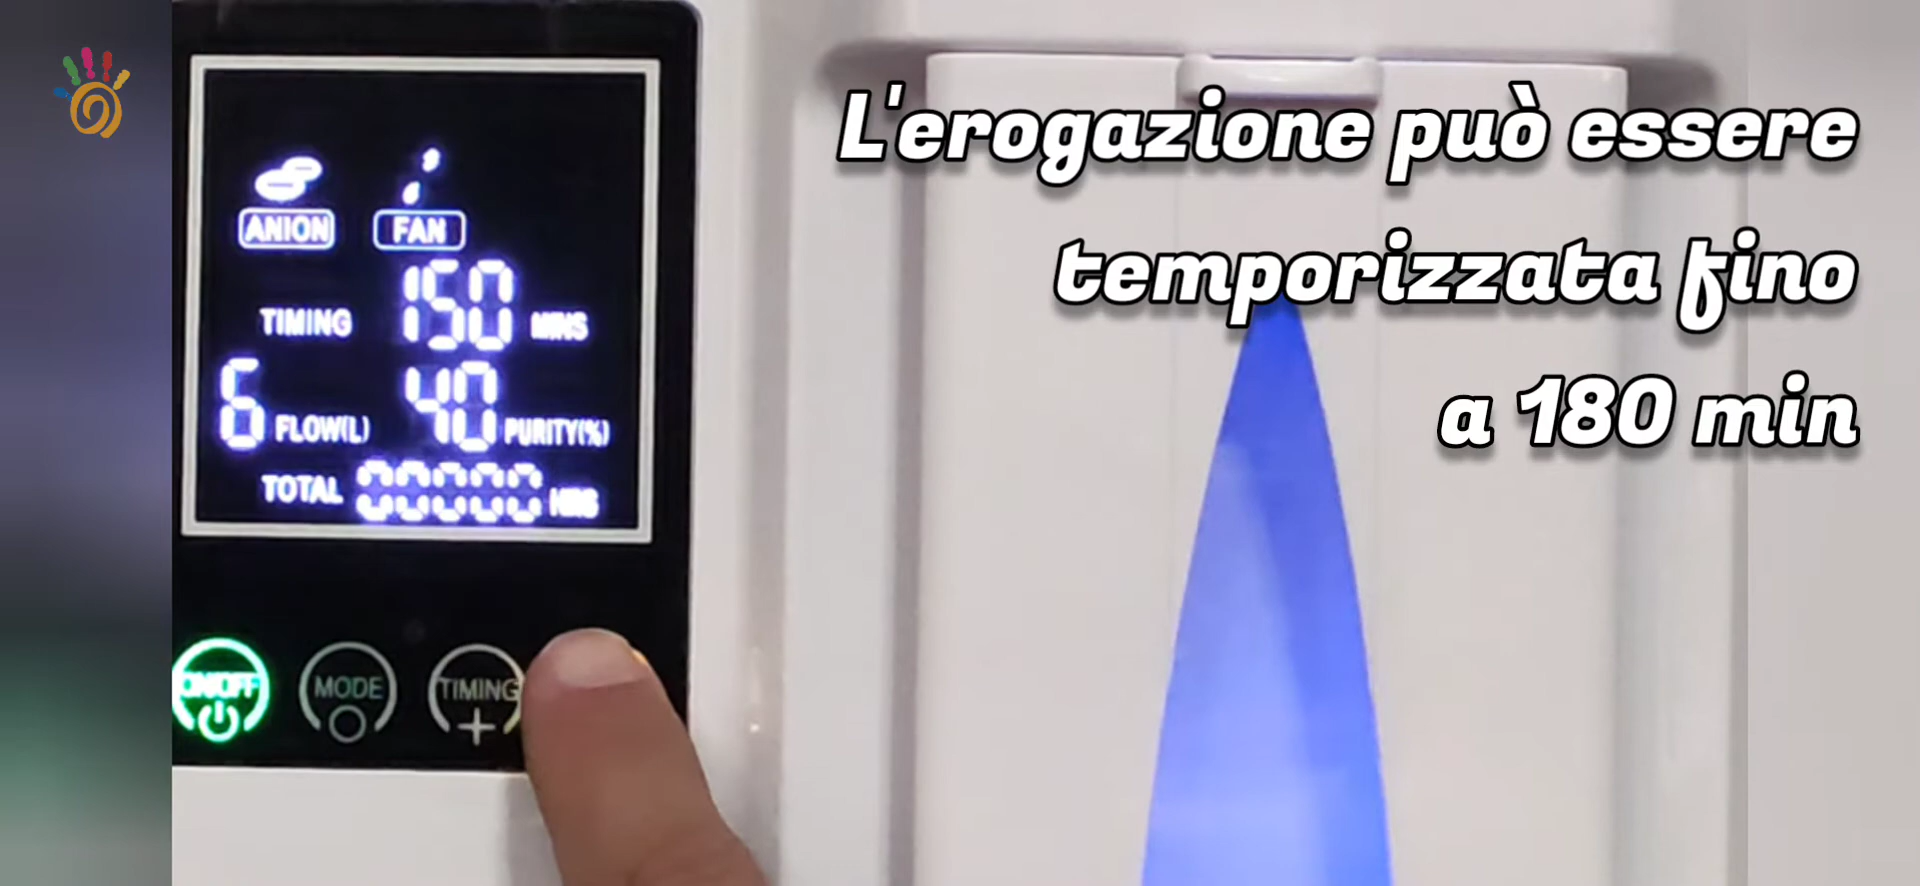 L'erogazione può essere
temporizzata fino
a 180 min
ANION FAN
TIMING 150 MINS
6 FLOW(L) 40 PURITY(%)
TOTAL 00000 HRS
ON/OFF MODE TIMING